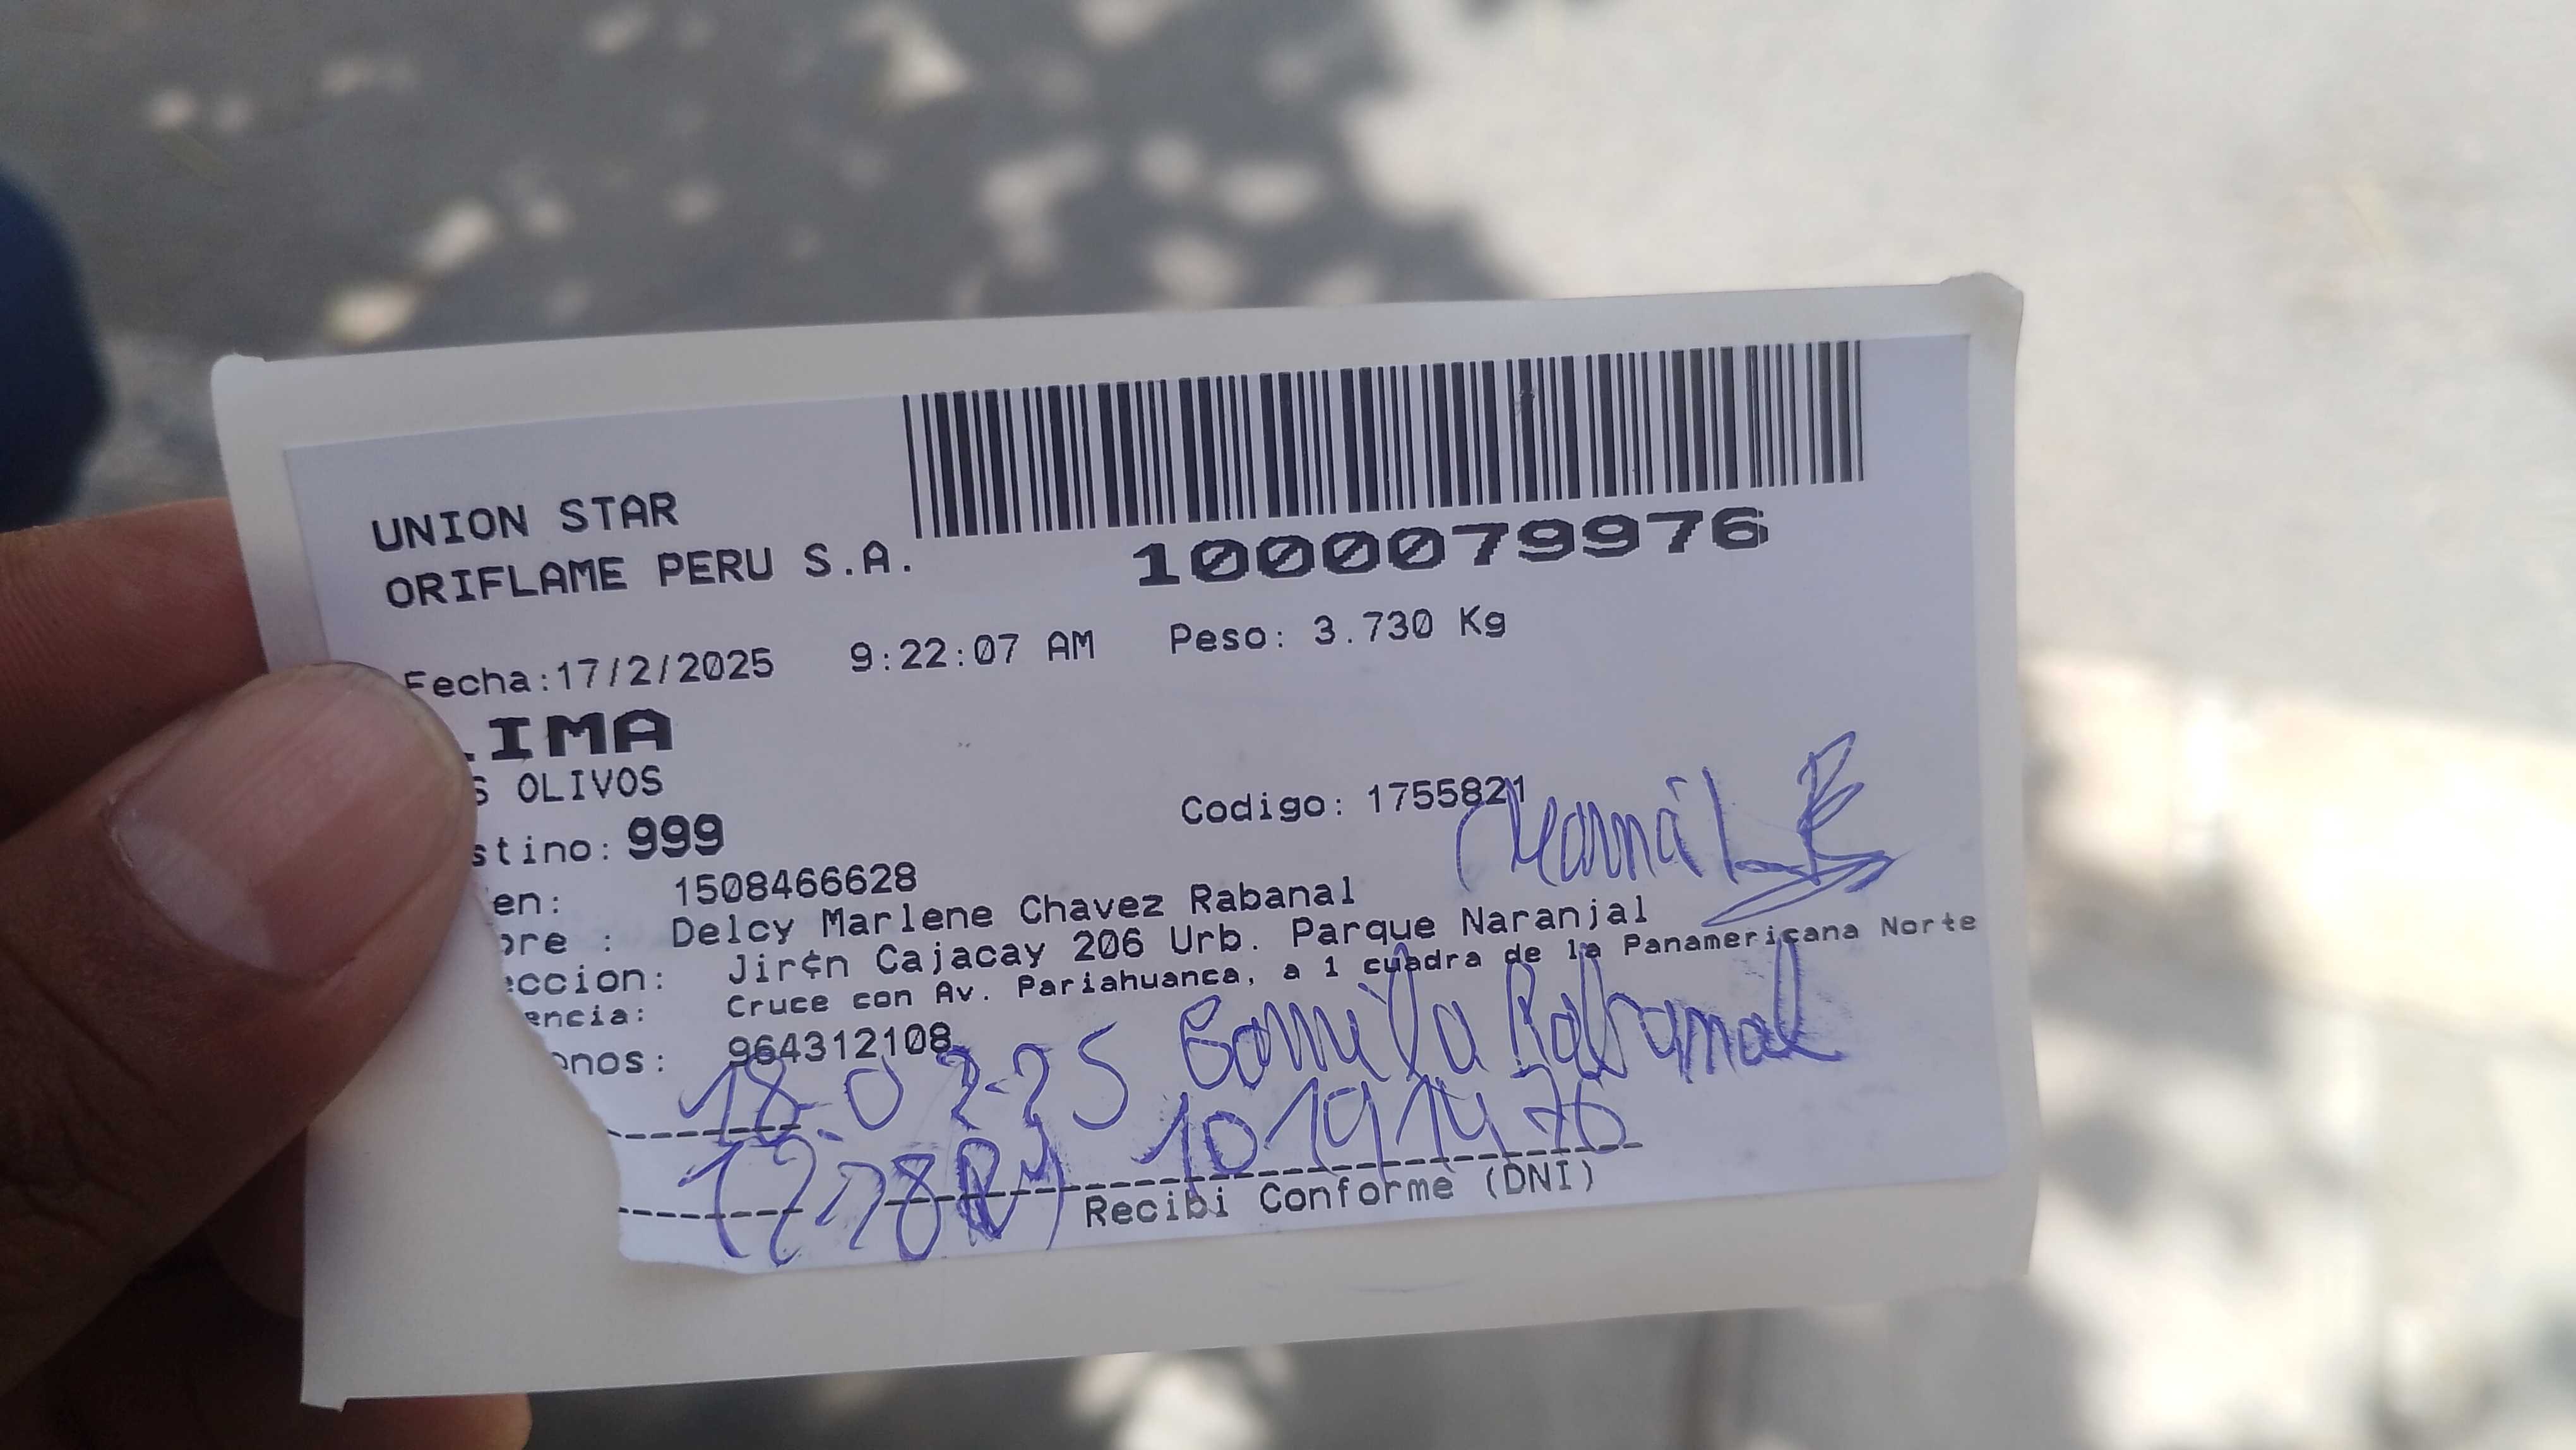 UNION STAR
ORIFLAME PERU S.A.
1000079976
Fecha:17/2/2025 9:22:07 AM Peso: 3.730 Kg
LIMA
S OLIVOS
stino: 999 Codigo: 1755821
en: 1508466628
bre : Delcy Marlene Chavez Rabanal
eccion: Jir¢n Cajacay 206 Urb. Parque Naranjal
encia: Cruce con Av. Pariahuanca, a 1 cuadra de la Panamericana Norte
onos: 964312108
18-02-25 Camila Rabanal
10191476
Recibi Conforme (DNI)